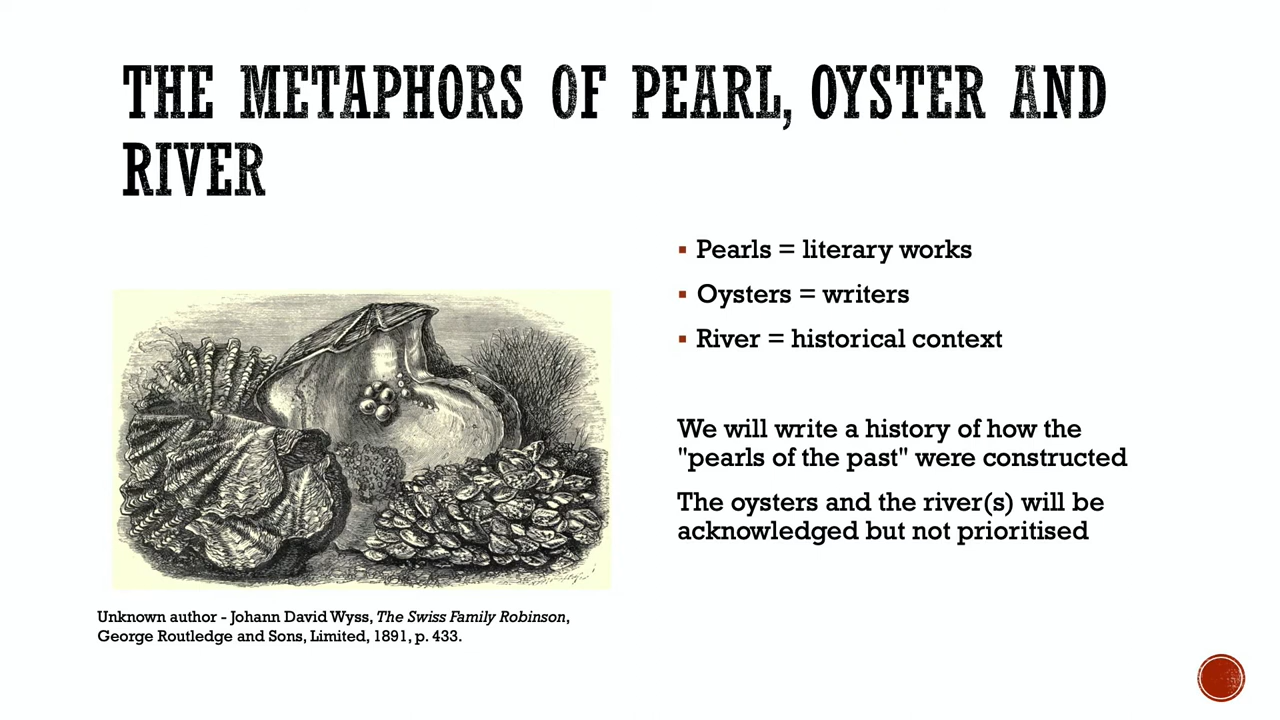 THE METAPHORS OF PEARL, OYSTER AND
RIVER
▪ Pearls = literary works
▪ Oysters = writers
▪ River = historical context
We will write a history of how the
"pearls of the past" were constructed
The oysters and the river(s) will be
acknowledged but not prioritised
Unknown author - Johann David Wyss, The Swiss Family Robinson,
George Routledge and Sons, Limited, 1891, p. 433.